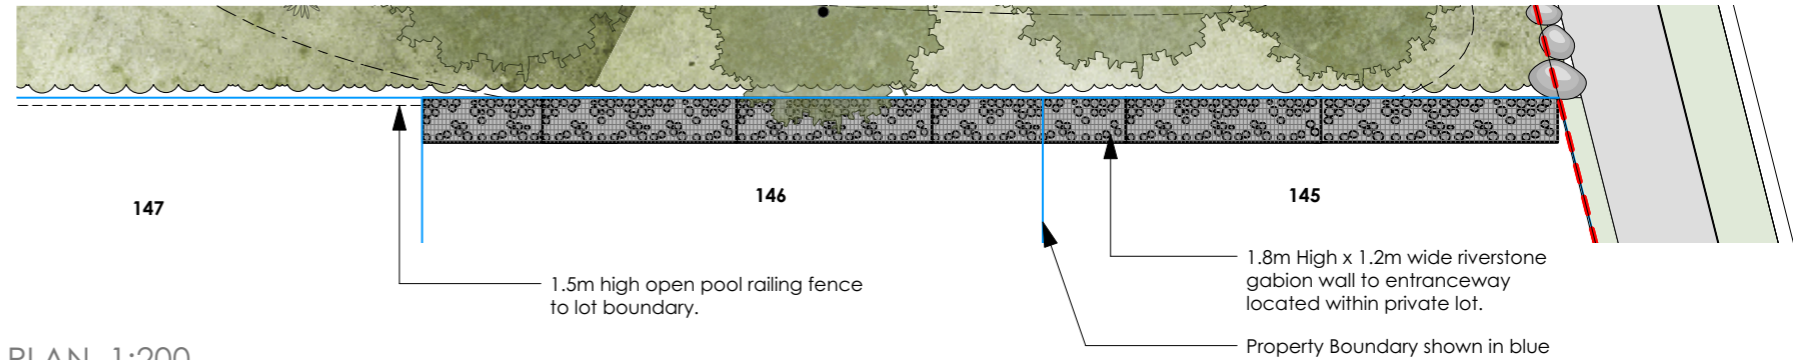 147
146
145
1.5m high open pool railing fence
to lot boundary.
1.8m High x 1.2m wide riverstone
gabion wall to entranceway
located within private lot.
Property Boundary shown in blue
PLAN 1:200